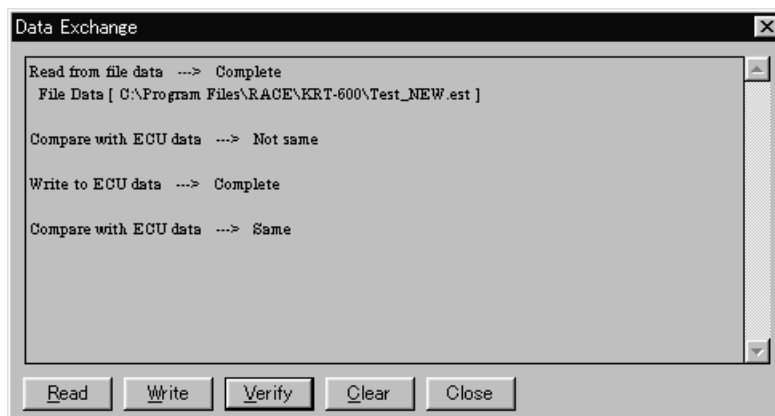 Data Exchange
Read from file data ---> Complete
File Data [ C:\Program Files\RACE\KRT-600\Test_NEW.est ]
Compare with ECU data ---> Not same
Write to ECU data ---> Complete
Compare with ECU data ---> Same
Read Write Verify Clear Close